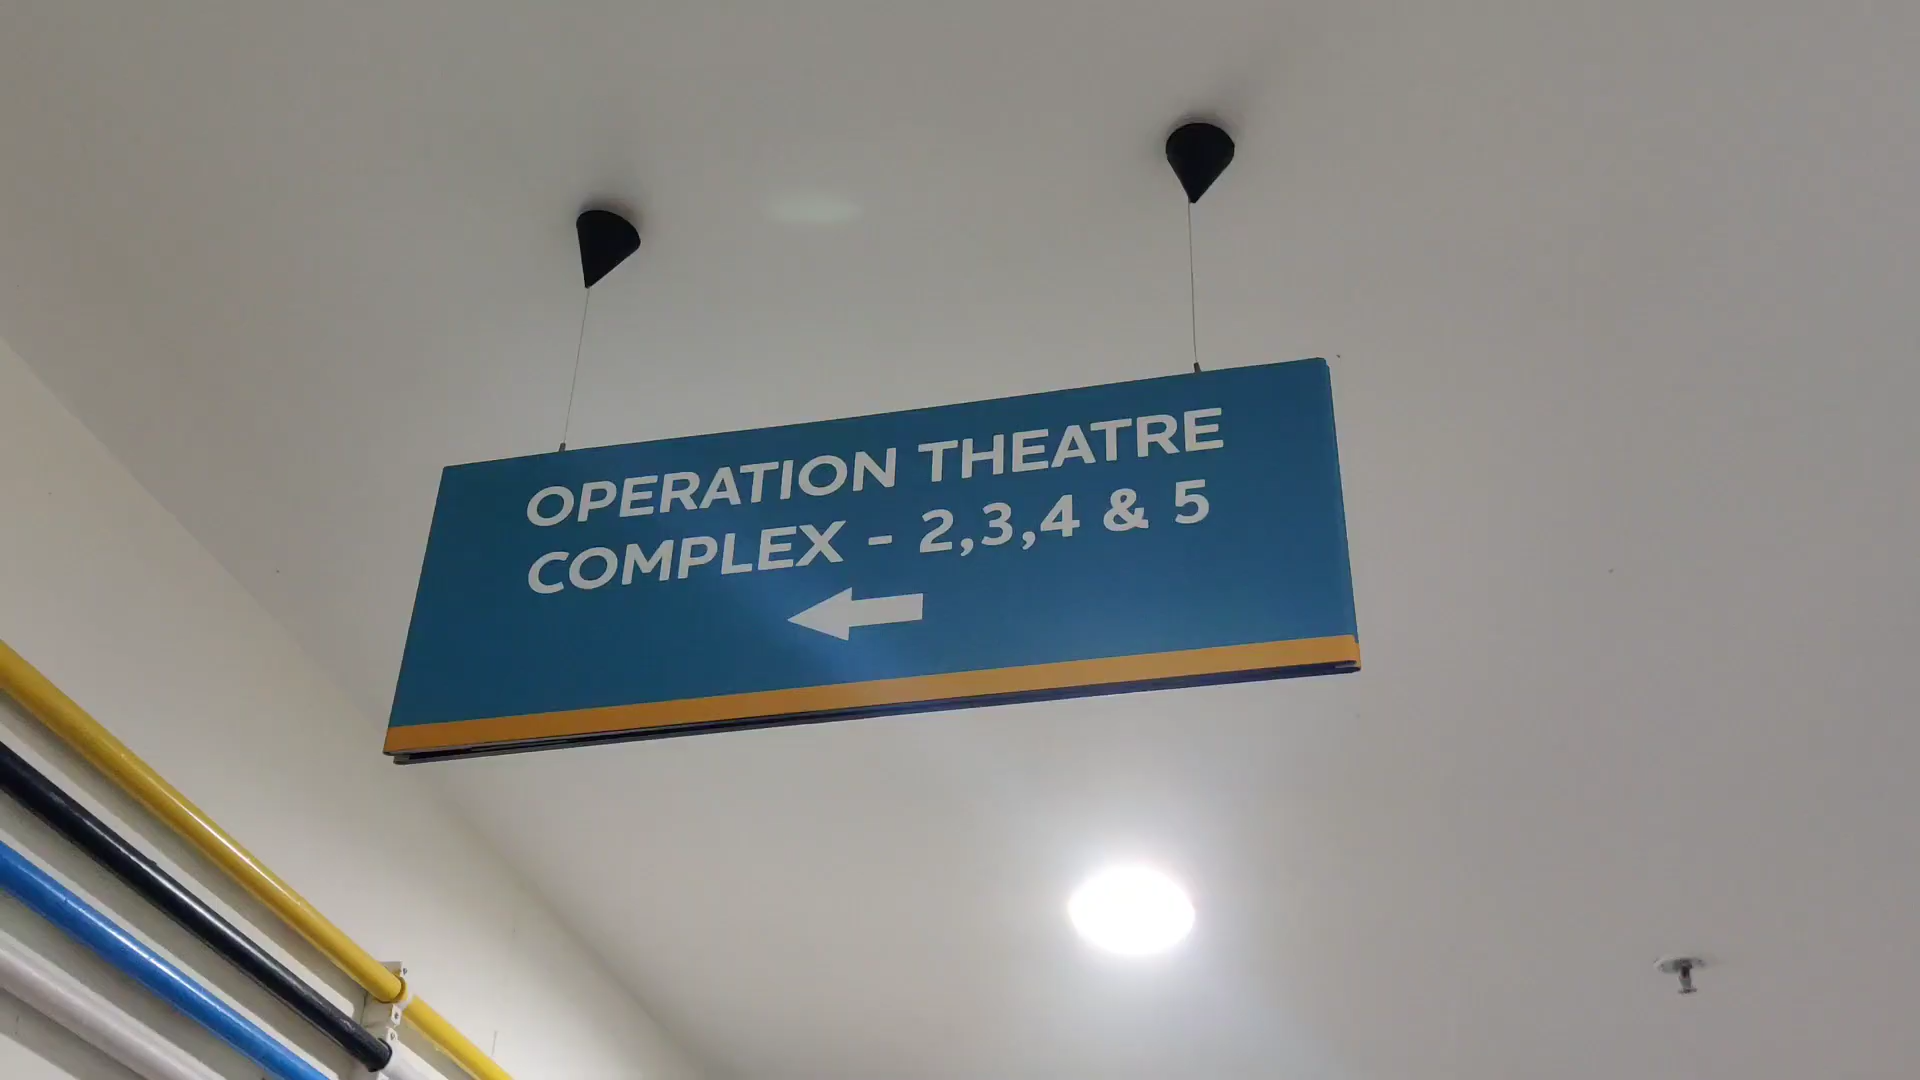 OPERATION THEATRE
COMPLEX - 2,3,4 & 5